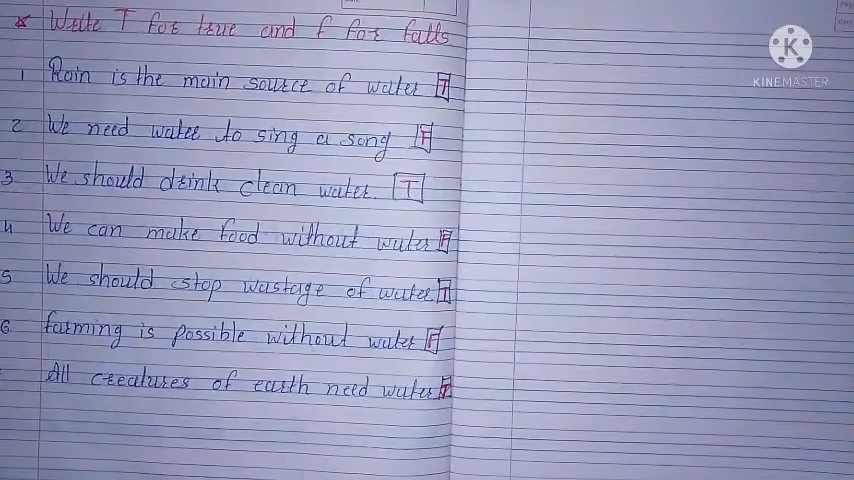 * Write T for true and f for falls
1 Rain is the main source of water T
2 We need water to sing a song F
3 We should drink clean water. T
4 We can make food without water F
5 We should stop wastage of water T
6 farming is possible without water F
All creatures of earth need water T
K
KINEMASTER